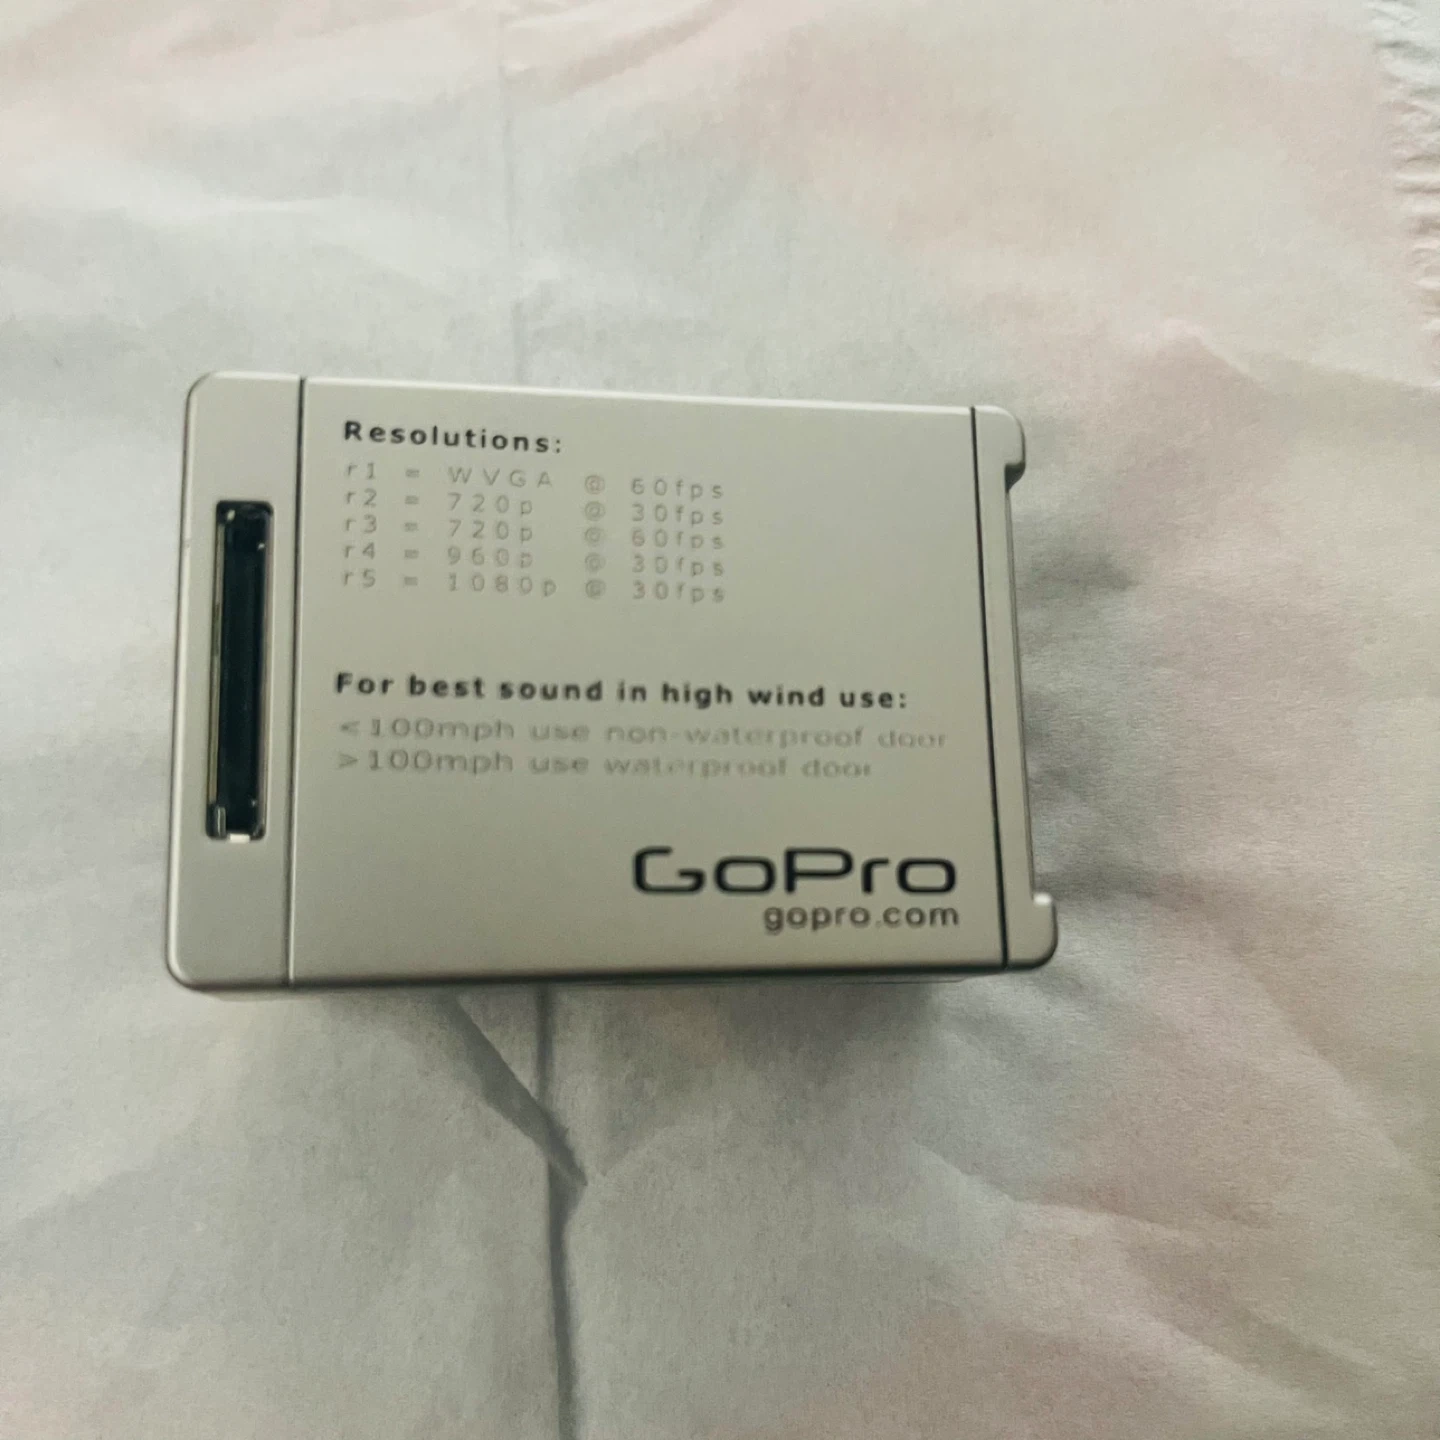 Resolutions:
r1 = WVGA @ 60fps
r2 = 720p @ 30fps
r3 = 720p @ 60fps
r4 = 960p @ 30fps
r5 = 1080p @ 30fps
For best sound in high wind use:
<100mph use non-waterproof door
>100mph use waterproof door
GoPro
gopro.com